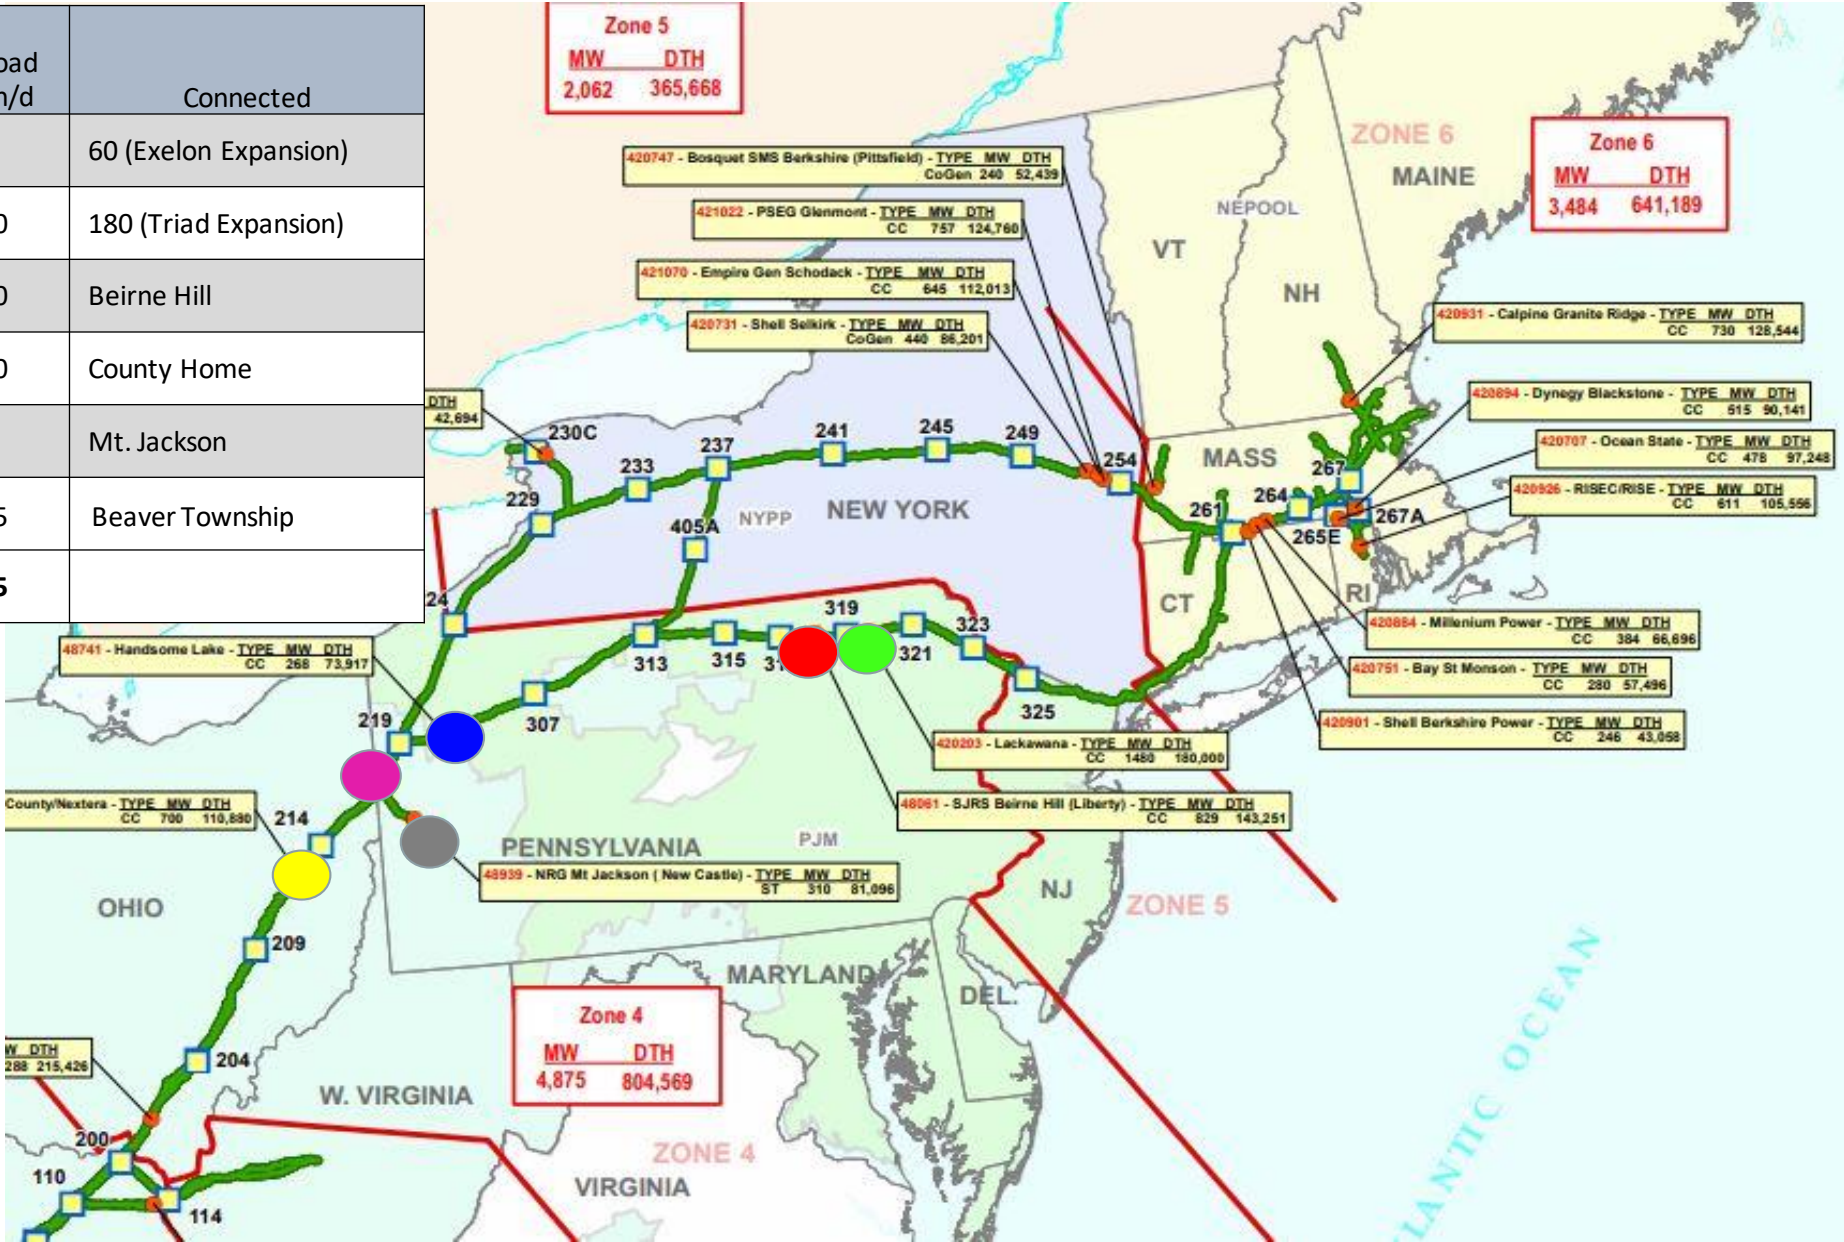 oad
n/d
Connected
60 (Exelon Expansion)
0
180 (Triad Expansion)
0
Beirne Hill
0
County Home
Mt. Jackson
5
Beaver Township
5
Zone 5
MW DTH
2,062 365,668
ZONE 6
MAINE
Zone 6
MW DTH
3,484 641,189
420747 - Bosquet SMS Berkshire (Pittsfield) - TYPE MW DTH
CoGen 240 52,439
421022 - PSEG Glenmont - TYPE MW DTH
CC 757 124,760
421070 - Empire Gen Schodack - TYPE MW DTH
CC 645 112,013
420731 - Shell Selkirk - TYPE MW DTH
CoGen 440 86,201
NEPOOL
VT
NH
420931 - Calpine Granite Ridge - TYPE MW DTH
CC 730 128,544
420894 - Dynegy Blackstone - TYPE MW DTH
CC 515 90,141
420707 - Ocean State - TYPE MW DTH
CC 478 97,248
420926 - RISEC/RISE - TYPE MW DTH
CC 611 105,556
DTH
42,694
230C
229
233
237
241
245
249
254
405A
NYPP
NEW YORK
MASS
261
264
267
265E
267A
CT
RI
420884 - Millenium Power - TYPE MW DTH
CC 384 66,696
420751 - Bay St Monson - TYPE MW DTH
CC 280 57,496
420901 - Shell Berkshire Power - TYPE MW DTH
CC 246 43,058
24
48741 - Handsome Lake - TYPE MW DTH
CC 268 73,917
219
307
313
315
31
319
321
323
325
420203 - Lackawana - TYPE MW DTH
CC 1480 180,000
48061 - SJRS Beirne Hill (Liberty) - TYPE MW DTH
CC 829 143,251
County/Nextera - TYPE MW DTH
CC 700 110,880
214
PENNSYLVANIA
PJM
48939 - NRG Mt Jackson ( New Castle) - TYPE MW DTH
ST 310 81,096
OHIO
209
NJ
ZONE 5
MARYLAND
DEL.
Zone 4
MW DTH
4,875 804,569
W DTH
288 215,426
204
W. VIRGINIA
200
110
114
ZONE 4
VIRGINIA
TLANTIC OCEAN